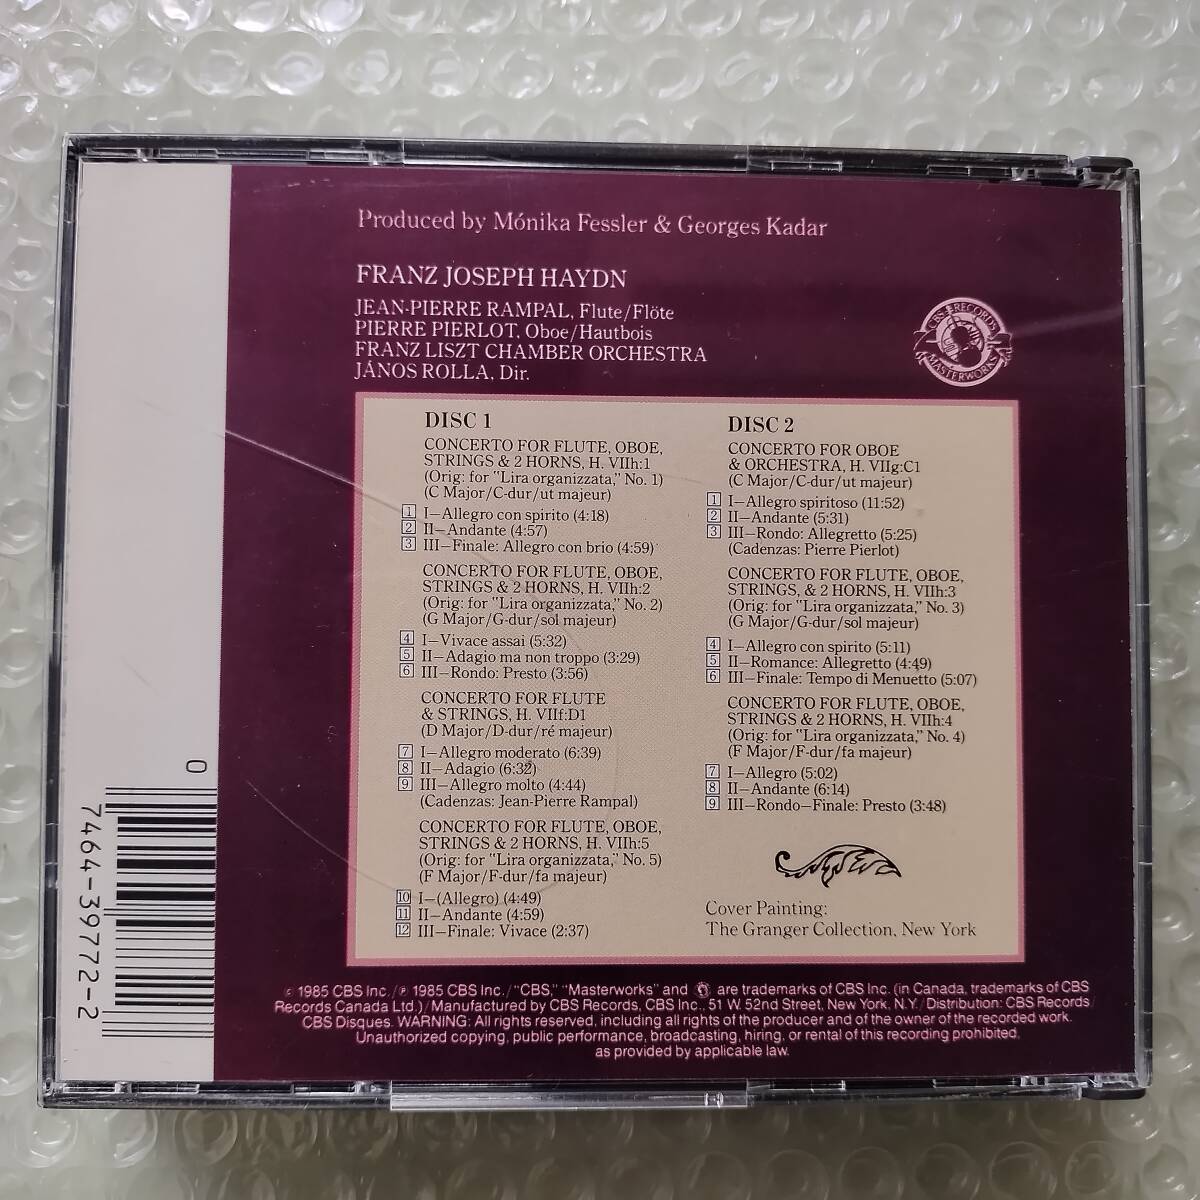 Produced by Mónika Fessler & Georges Kadar
FRANZ JOSEPH HAYDN
JEAN-PIERRE RAMPAL, Flute/Flöte
PIERRE PIERLOT, Oboe/Hautbois
FRANZ LISZT CHAMBER ORCHESTRA
JÁNOS ROLLA, Dir.
CBS RECORDS
MASTERWORKS
DISC 1
CONCERTO FOR FLUTE, OBOE,
STRINGS & 2 HORNS, H. VIIh:1
(Orig: for "Lira organizzata," No. 1)
(C Major/C-dur/ut majeur)
1 I—Allegro con spirito (4:18)
2 II—Andante (4:57)
3 III—Finale: Allegro con brio (4:59)
CONCERTO FOR FLUTE, OBOE,
STRINGS & 2 HORNS, H. VIIh:2
(Orig: for "Lira organizzata," No. 2)
(G Major/G-dur/sol majeur)
4 I—Vivace assai (5:32)
5 II—Adagio ma non troppo (3:29)
6 III—Rondo: Presto (3:56)
CONCERTO FOR FLUTE
& STRINGS, H. VIIf:D1
(D Major/D-dur/ré majeur)
7 I—Allegro moderato (6:39)
8 II—Adagio (6:32)
9 III—Allegro molto (4:44)
(Cadenzas: Jean-Pierre Rampal)
CONCERTO FOR FLUTE, OBOE,
STRINGS & 2 HORNS, H. VIIh:5
(Orig: for "Lira organizzata," No. 5)
(F Major/F-dur/fa majeur)
10 I—(Allegro) (4:49)
11 II—Andante (4:59)
12 III—Finale: Vivace (2:37)
DISC 2
CONCERTO FOR OBOE
& ORCHESTRA, H. VIIg:C1
(C Major/C-dur/ut majeur)
1 I—Allegro spiritoso (11:52)
2 II—Andante (5:31)
3 III—Rondo: Allegretto (5:25)
(Cadenzas: Pierre Pierlot)
CONCERTO FOR FLUTE, OBOE,
STRINGS, & 2 HORNS, H. VIIh:3
(Orig: for "Lira organizzata," No. 3)
(G Major/G-dur/sol majeur)
4 I—Allegro con spirito (5:11)
5 II—Romance: Allegretto (4:49)
6 III—Finale: Tempo di Menuetto (5:07)
CONCERTO FOR FLUTE, OBOE,
STRINGS & 2 HORNS, H. VIIh:4
(Orig: for "Lira organizzata," No. 4)
(F Major/F-dur/fa majeur)
7 I—Allegro (5:02)
8 II—Andante (6:14)
9 III—Rondo—Finale: Presto (3:48)
Cover Painting:
The Granger Collection, New York
© 1985 CBS Inc./℗ 1985 CBS Inc./"CBS," "Masterworks" and are trademarks of CBS Inc. (in Canada, trademarks of CBS
Records Canada Ltd.)/Manufactured by CBS Records, CBS Inc., 51 W. 52nd Street, New York, N.Y./Distribution: CBS Records/
CBS Disques. WARNING: All rights reserved, including all rights of the producer and of the owner of the recorded work.
Unauthorized copying, public performance, broadcasting, hiring, or rental of this recording prohibited,
as provided by applicable law.
0
7464-39772-2